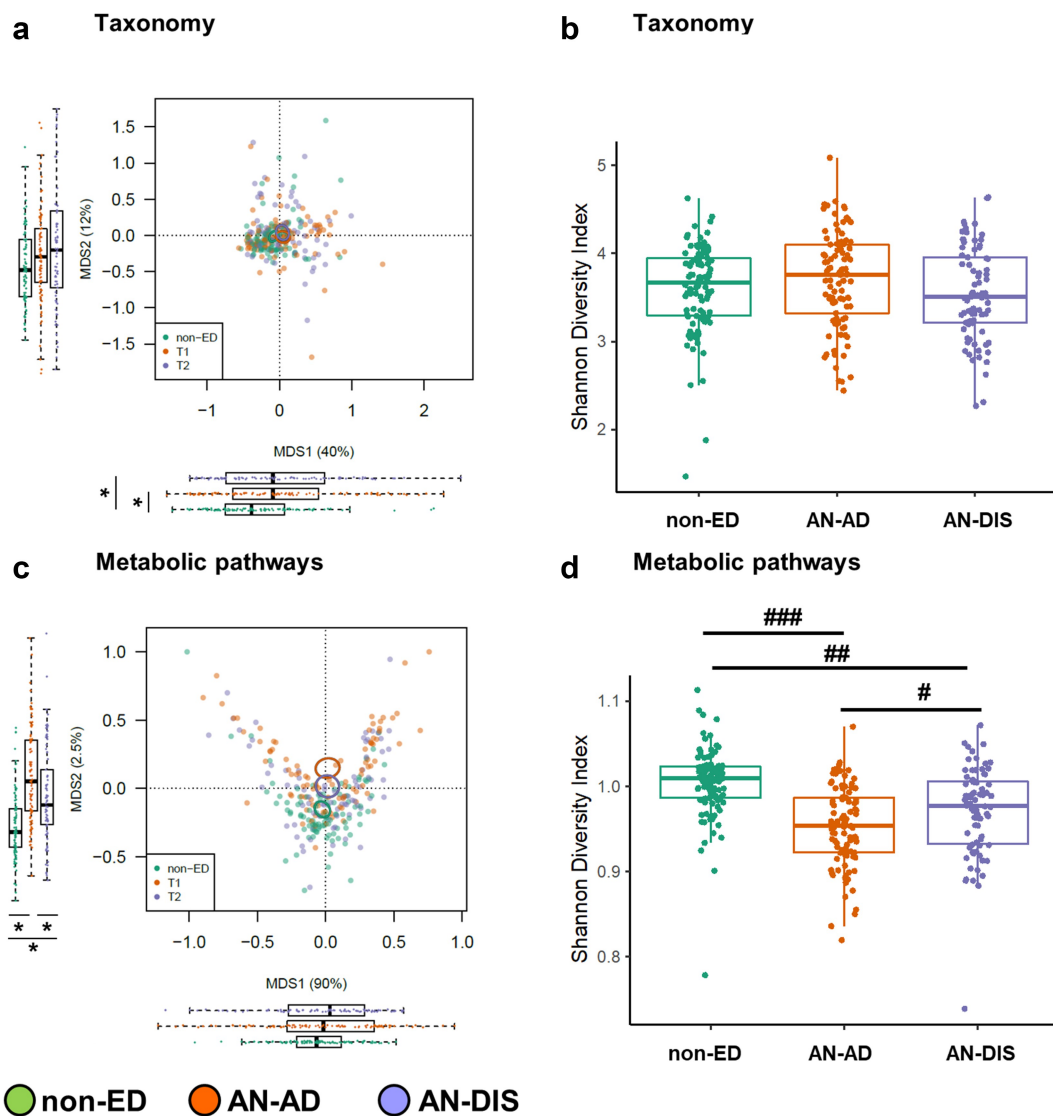 a Taxonomy
b Taxonomy
MDS2 (12%)
1.5
1.0
0.5
0.0
−0.5
−1.0
−1.5
non-ED
T1
T2
−1 0 1 2
MDS1 (40%)
*
*
Shannon Diversity Index
5
4
3
2
non-ED AN-AD AN-DIS
c Metabolic pathways
d Metabolic pathways
MDS2 (2.5%)
1.0
0.5
0.0
−0.5
non-ED
T1
T2
* *
*
−1.0 −0.5 0.0 0.5 1.0
MDS1 (90%)
###
##
#
Shannon Diversity Index
1.1
1.0
0.9
0.8
non-ED AN-AD AN-DIS
non-ED AN-AD AN-DIS